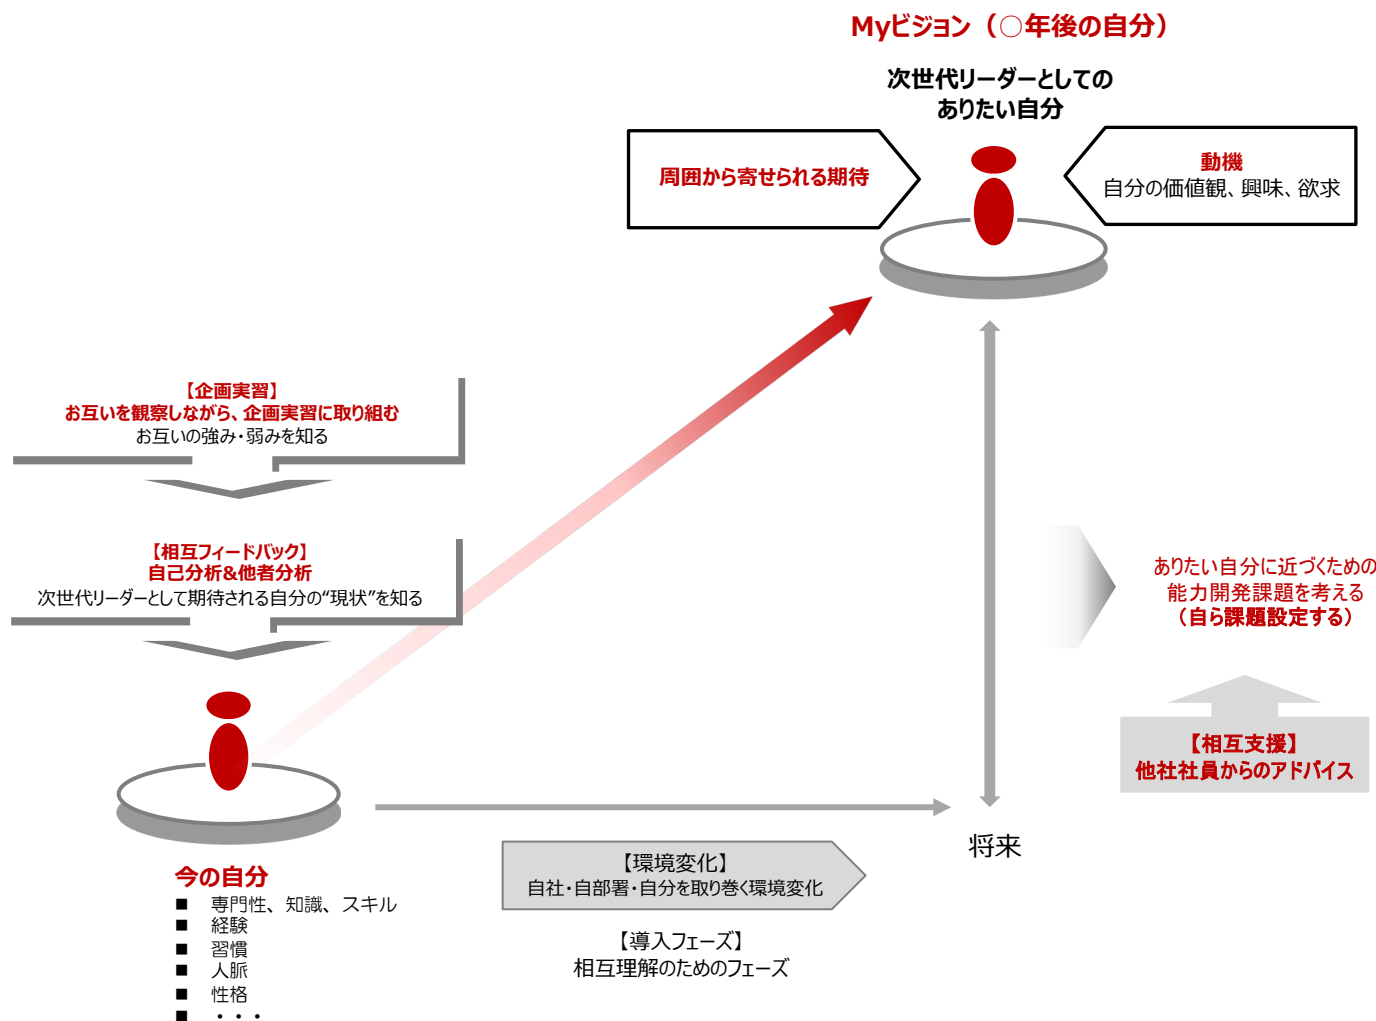 Myビジョン（○年後の自分）
次世代リーダーとしての
ありたい自分
周囲から寄せられる期待
動機
自分の価値観、興味、欲求
【企画実習】
お互いを観察しながら、企画実習に取り組む
お互いの強み・弱みを知る
【相互フィードバック】
自己分析&他者分析
次世代リーダーとして期待される自分の“現状”を知る
ありたい自分に近づくための
能力開発課題を考える
（自ら課題設定する）
【相互支援】
他社社員からのアドバイス
将来
【環境変化】
自社・自部署・自分を取り巻く環境変化
【導入フェーズ】
相互理解のためのフェーズ
今の自分
■ 専門性、知識、スキル
■ 経験
■ 習慣
■ 人脈
■ 性格
■ ・・・